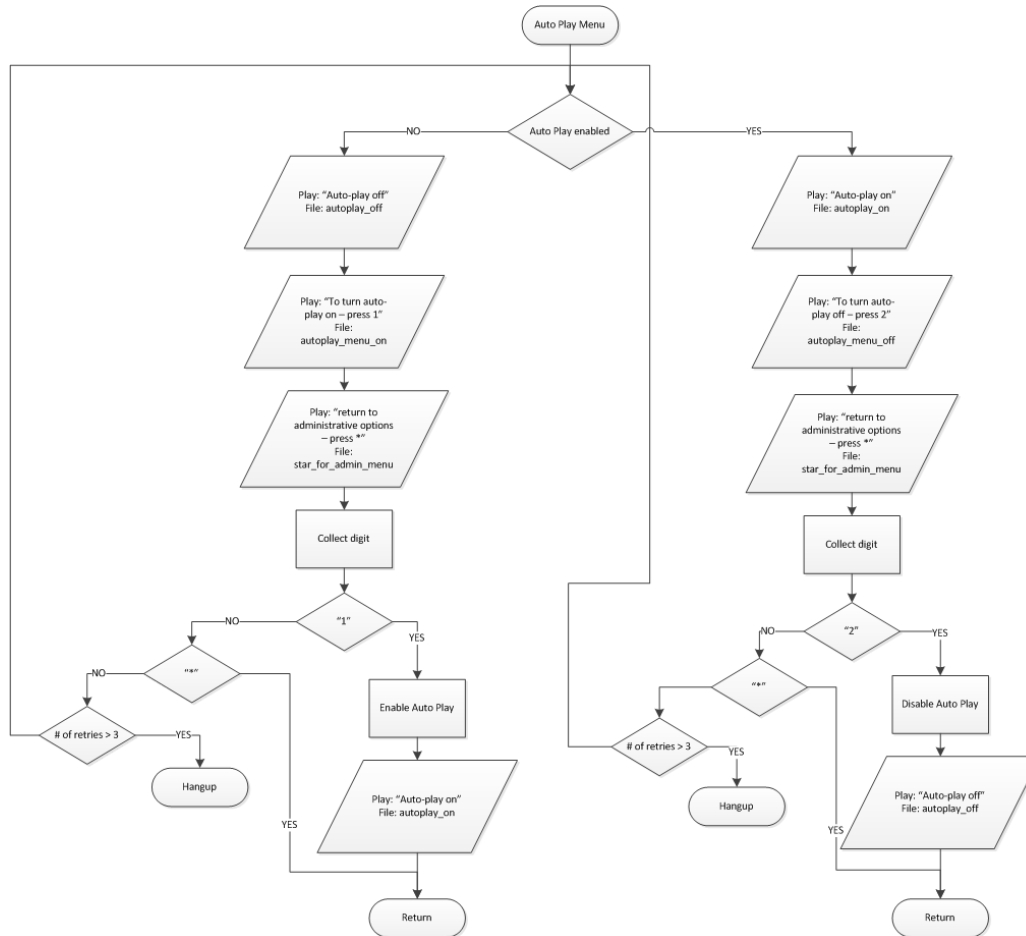 Auto Play Menu
Auto Play enabled
NO
YES
Play: “Auto-play off”
File: autoplay_off
Play: “Auto-play on”
File: autoplay_on
Play: “To turn auto-
play on – press 1”
File:
autoplay_menu_on
Play: “To turn auto-
play off – press 2”
File:
autoplay_menu_off
Play: “return to
administrative options
– press *”
File:
star_for_admin_menu
Play: “return to
administrative options
– press *”
File:
star_for_admin_menu
Collect digit
Collect digit
“1”
NO
YES
“2”
NO
YES
“*”
NO
YES
“*”
YES
Enable Auto Play
Disable Auto Play
# of retries > 3
YES
# of retries > 3
YES
Hangup
Hangup
Play: “Auto-play on”
File: autoplay_on
Play: “Auto-play off”
File: autoplay_off
Return
Return